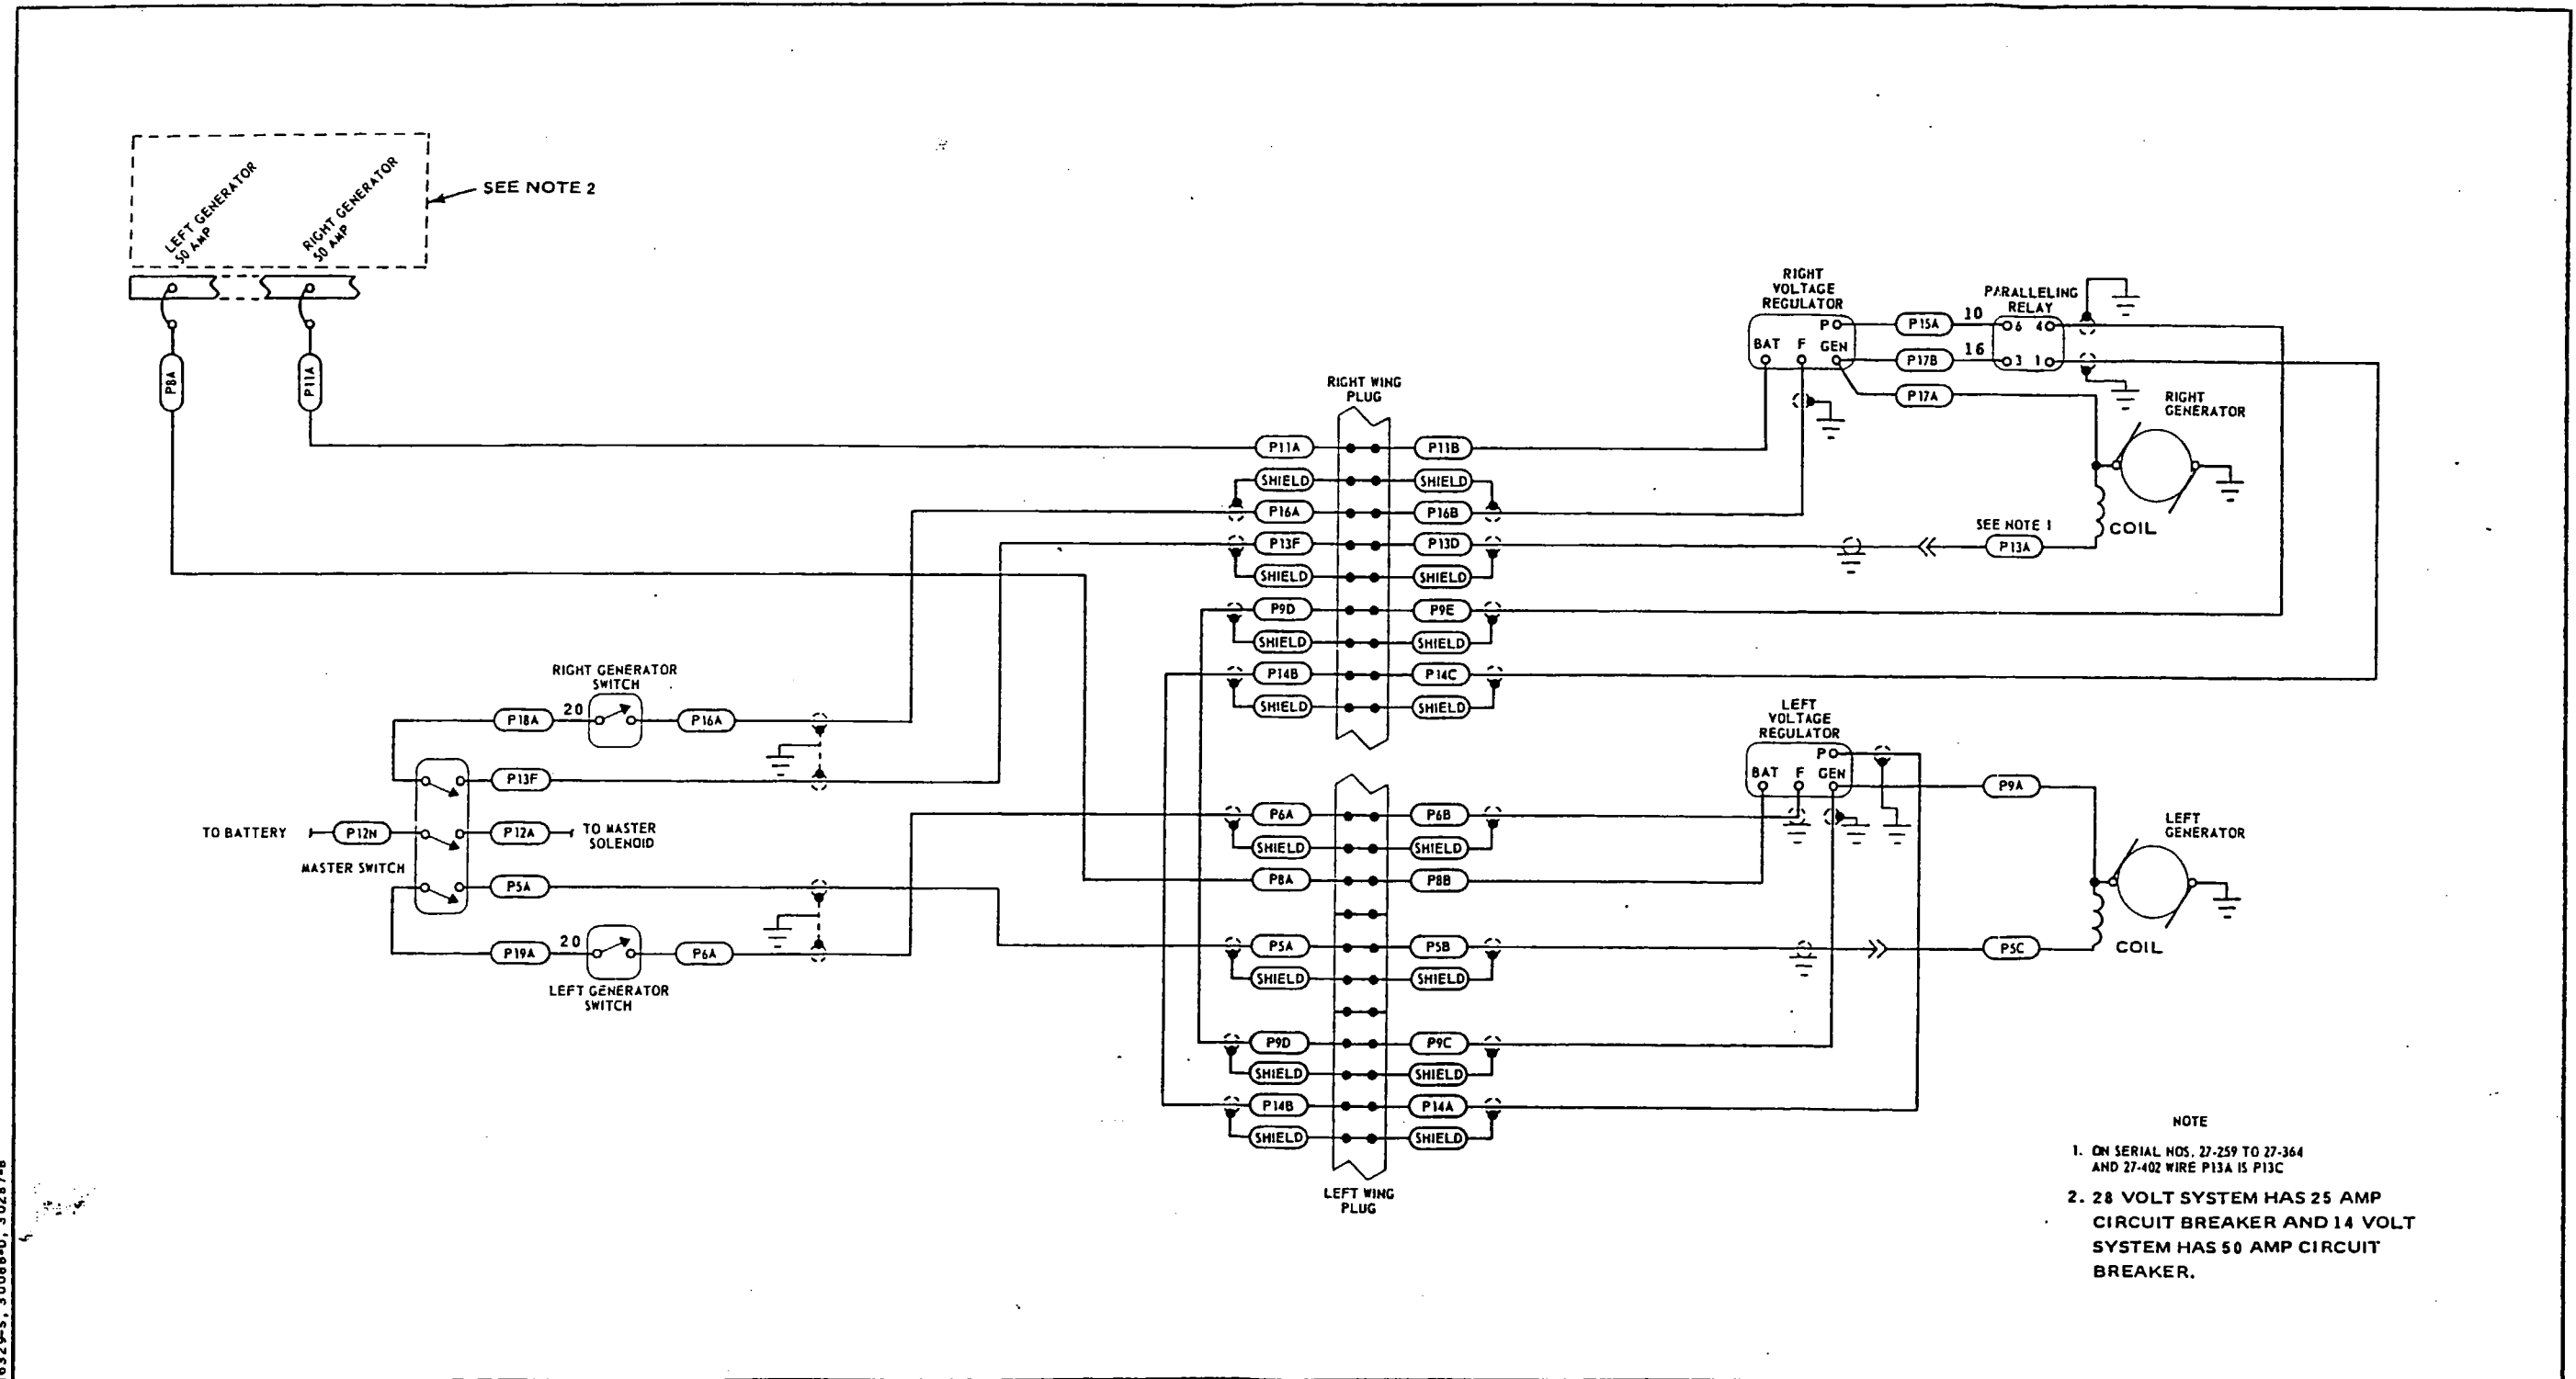 LEFT GENERATOR
50 AMP
RIGHT GENERATOR
50 AMP
SEE NOTE 2
P8A
P11A
RIGHT
VOLTAGE
REGULATOR
P
BAT F GEN
P15A
10
P17B
16
P17A
PARALLELING
RELAY
6 4
3 1
RIGHT
GENERATOR
COIL
SEE NOTE 1
P13A
RIGHT WING
PLUG
P11A P11B
SHIELD SHIELD
P16A P16B
P13F P13D
SHIELD SHIELD
P9D P9E
SHIELD SHIELD
P14B P14C
SHIELD SHIELD
RIGHT GENERATOR
SWITCH
P18A 20 P16A
P13F
TO BATTERY P12N P12A TO MASTER
SOLENOID
MASTER SWITCH
P5A
P19A 20 P6A
LEFT GENERATOR
SWITCH
LEFT
VOLTAGE
REGULATOR
P
BAT F GEN
P9A
LEFT
GENERATOR
COIL
P5C
P6A P6B
SHIELD SHIELD
P8A P8B
P5A P5B
SHIELD SHIELD
P9D P9C
SHIELD SHIELD
P14B P14A
SHIELD SHIELD
LEFT WING
PLUG
NOTE
1. ON SERIAL NOS. 27-259 TO 27-364
AND 27-402 WIRE P13A IS P13C
2. 28 VOLT SYSTEM HAS 25 AMP
CIRCUIT BREAKER AND 14 VOLT
SYSTEM HAS 50 AMP CIRCUIT
BREAKER.